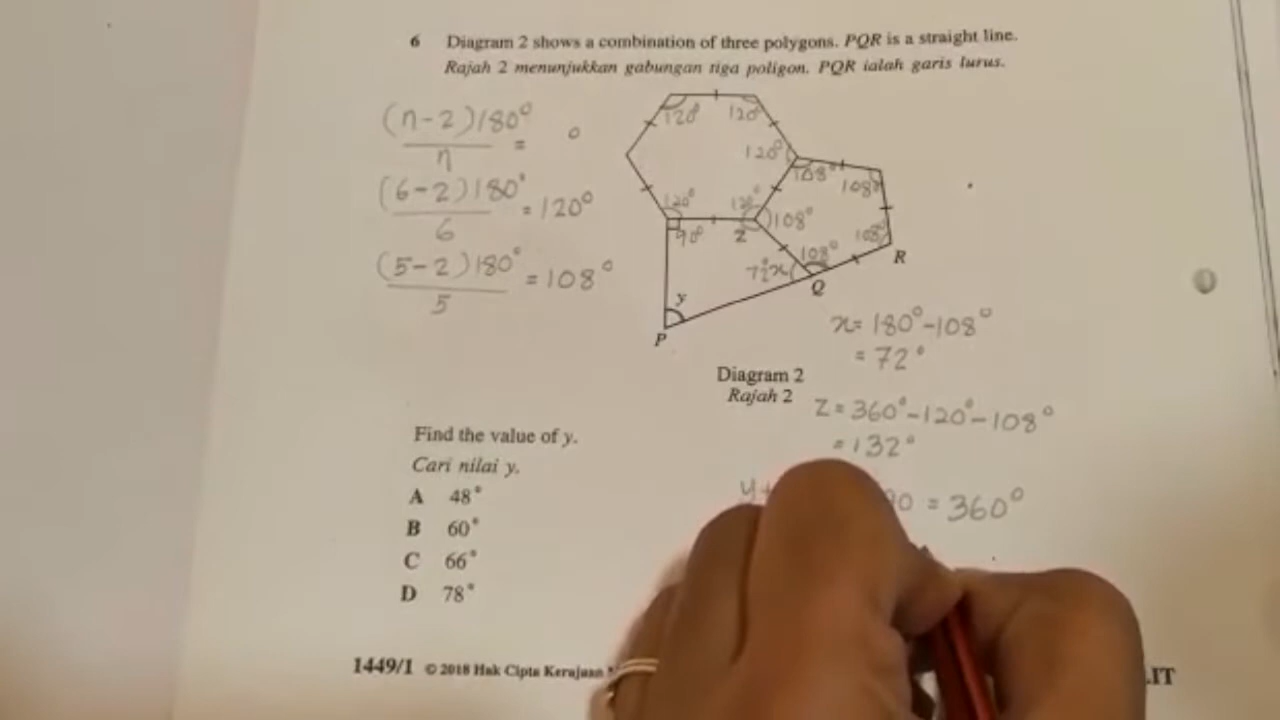 6 Diagram 2 shows a combination of three polygons. PQR is a straight line.
Rajah 2 menunjukkan gabungan tiga poligon. PQR ialah garis lurus.
(n-2)180° = °
n
(6-2)180° = 120°
6
(5-2)180° = 108°
5
120° 120°
120°
108° 108°
120° 120°
90° z 108°
108° 108°
72° x
y
P Q R
x = 180° - 108°
= 72°
Diagram 2
Rajah 2
z = 360° - 120° - 108°
= 132°
y + 90 = 360°
Find the value of y.
Cari nilai y.
A 48°
B 60°
C 66°
D 78°
1449/1 © 2018 Hak Cipta Kerajaan